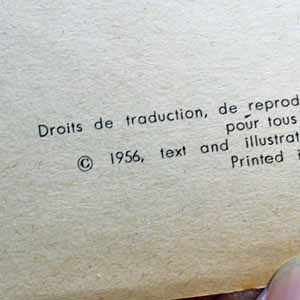 Droits de traduction, de reprod
pour tous
© 1956, text and illustrat
Printed i